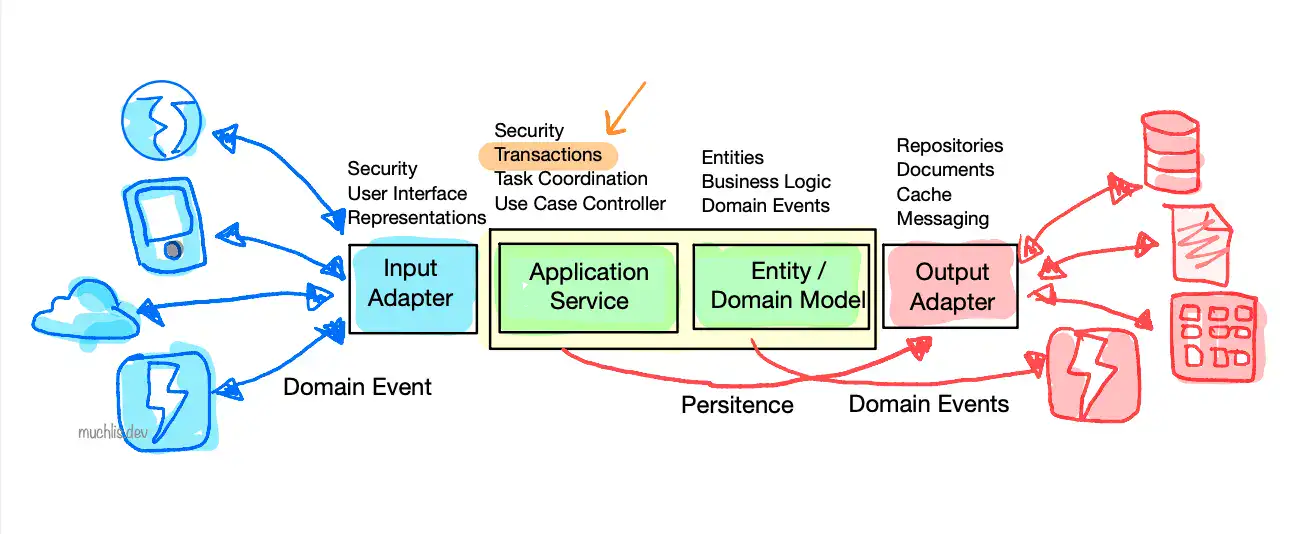 Security
User Interface
Representations
Security
Transactions
Task Coordination
Use Case Controller
Entities
Business Logic
Domain Events
Repositories
Documents
Cache
Messaging
Input
Adapter
Application
Service
Entity /
Domain Model
Output
Adapter
Domain Event
Persitence
Domain Events
muchlis.dev